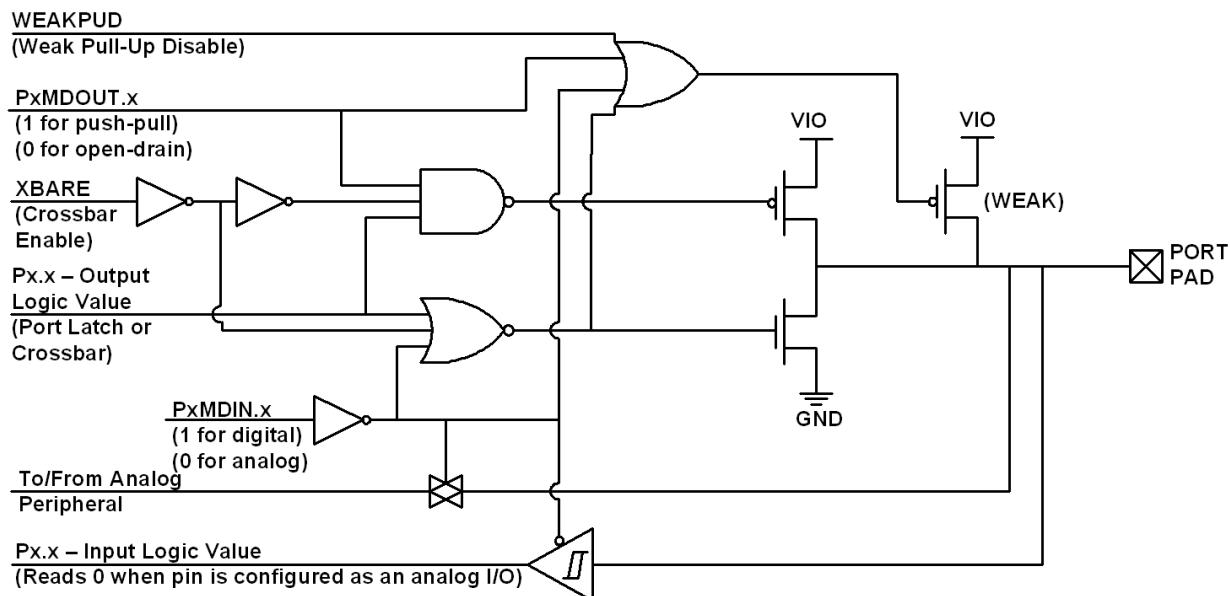 WEAKPUD
(Weak Pull-Up Disable)
PxMDOUT.x
(1 for push-pull)
(0 for open-drain)
VIO
VIO
XBARE
(Crossbar
Enable)
(WEAK)
Px.x – Output
Logic Value
(Port Latch or
Crossbar)
PORT
PAD
PxMDIN.x
(1 for digital)
(0 for analog)
GND
To/From Analog
Peripheral
Px.x – Input Logic Value
(Reads 0 when pin is configured as an analog I/O)